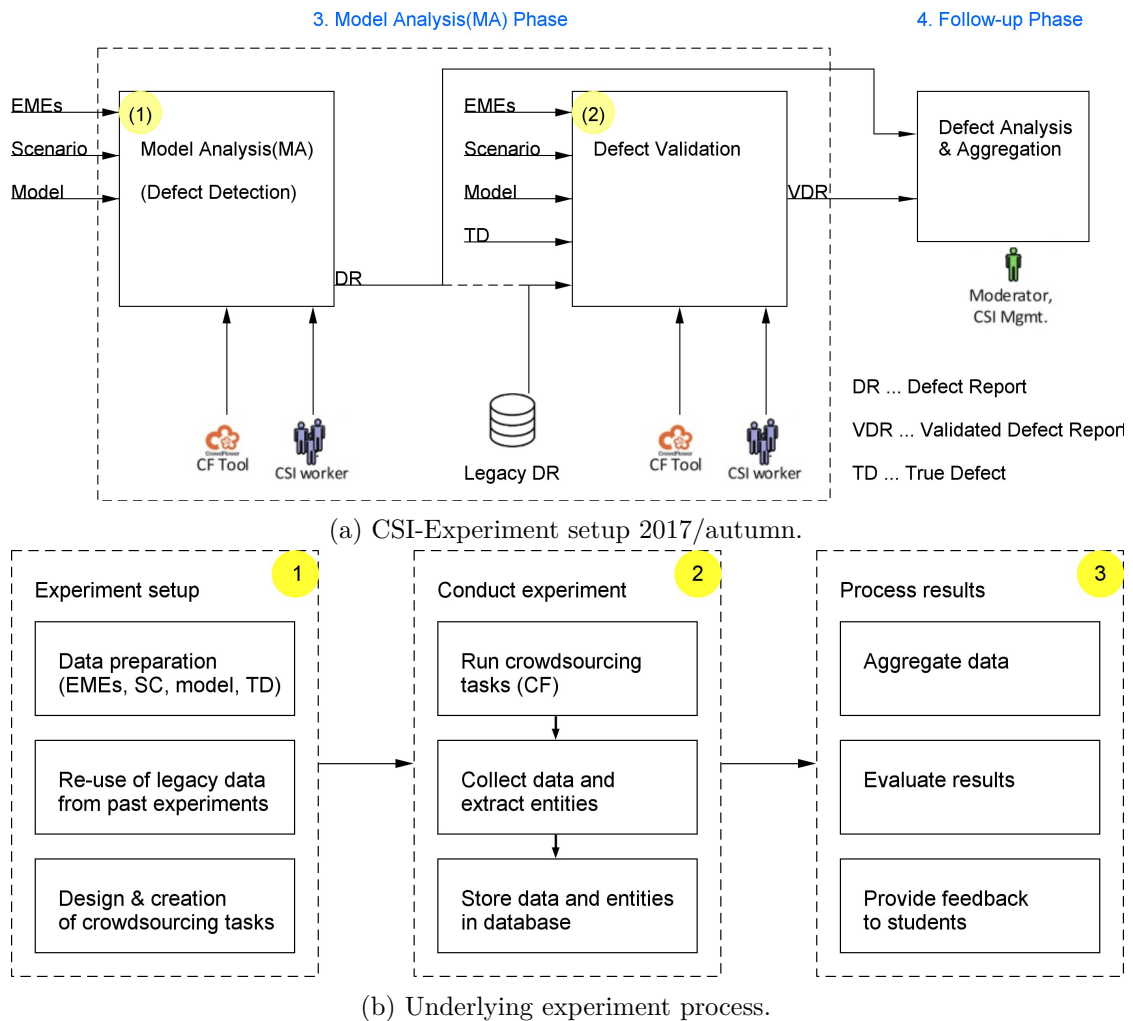 3. Model Analysis(MA) Phase
4. Follow-up Phase
EMEs
Scenario
Model
(1)
Model Analysis(MA)
(Defect Detection)
DR
EMEs
Scenario
Model
TD
(2)
Defect Validation
VDR
Defect Analysis
& Aggregation
Moderator,
CSI Mgmt.
CrowdFlower
CF Tool
CSI worker
Legacy DR
CrowdFlower
CF Tool
CSI worker
DR ... Defect Report
VDR ... Validated Defect Report
TD ... True Defect
(a) CSI-Experiment setup 2017/autumn.
1
Experiment setup
Data preparation
(EMEs, SC, model, TD)
Re-use of legacy data
from past experiments
Design & creation
of crowdsourcing tasks
2
Conduct experiment
Run crowdsourcing
tasks (CF)
Collect data and
extract entities
Store data and entities
in database
3
Process results
Aggregate data
Evaluate results
Provide feedback
to students
(b) Underlying experiment process.